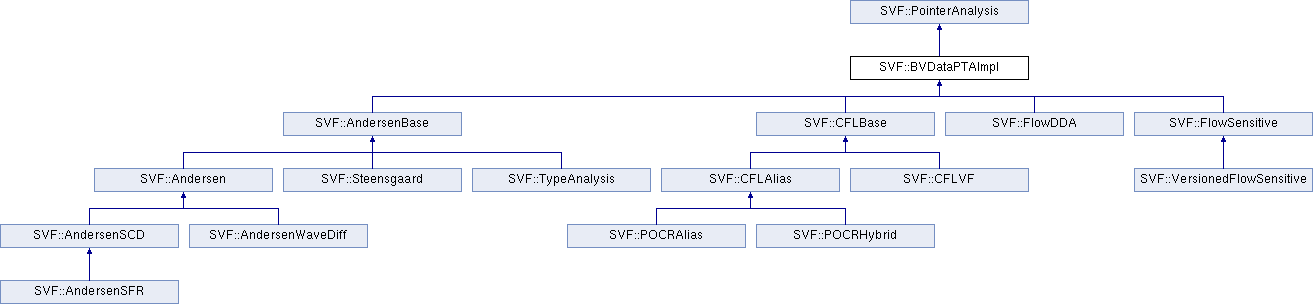 SVF::PointerAnalysis
SVF::BVDataPTAImpl
SVF::AndersenBase
SVF::CFLBase
SVF::FlowDDA
SVF::FlowSensitive
SVF::Andersen
SVF::Steensgaard
SVF::TypeAnalysis
SVF::CFLAlias
SVF::CFLVF
SVF::VersionedFlowSensitive
SVF::AndersenSCD
SVF::AndersenWaveDiff
SVF::POCRAlias
SVF::POCRHybrid
SVF::AndersenSFR